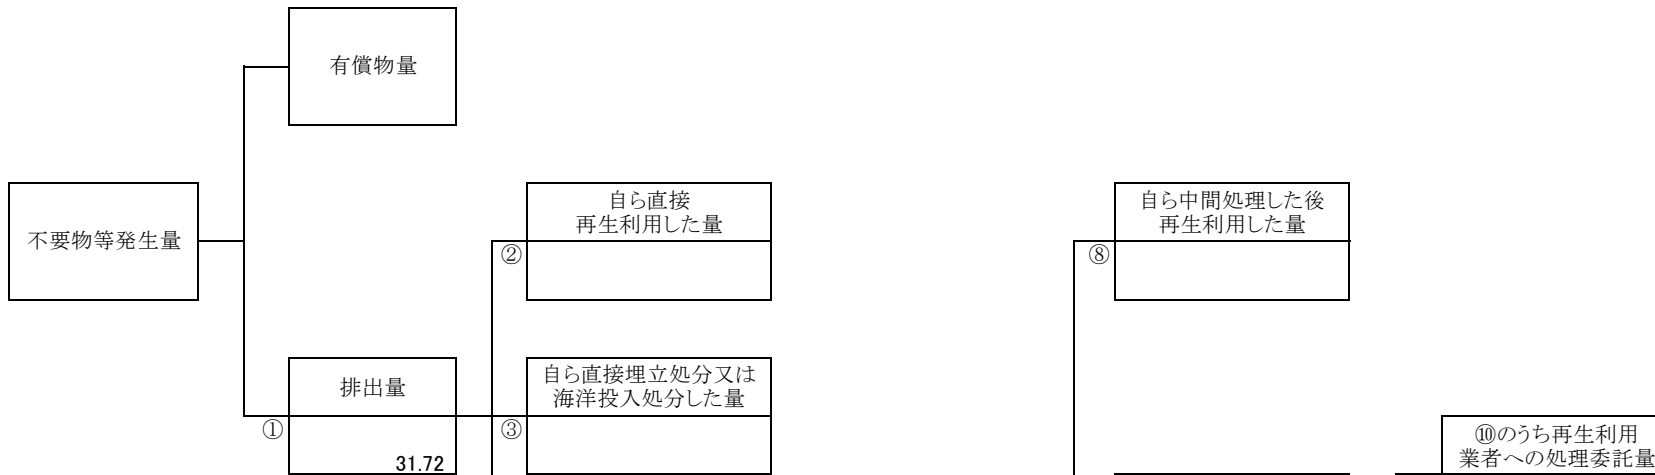 有償物量
不要物等発生量
自ら直接
再生利用した量
②
自ら中間処理した後
再生利用した量
⑧
排出量
①
31.72
自ら直接埋立処分又は
海洋投入処分した量
③
⑩のうち再生利用
業者への処理委託量